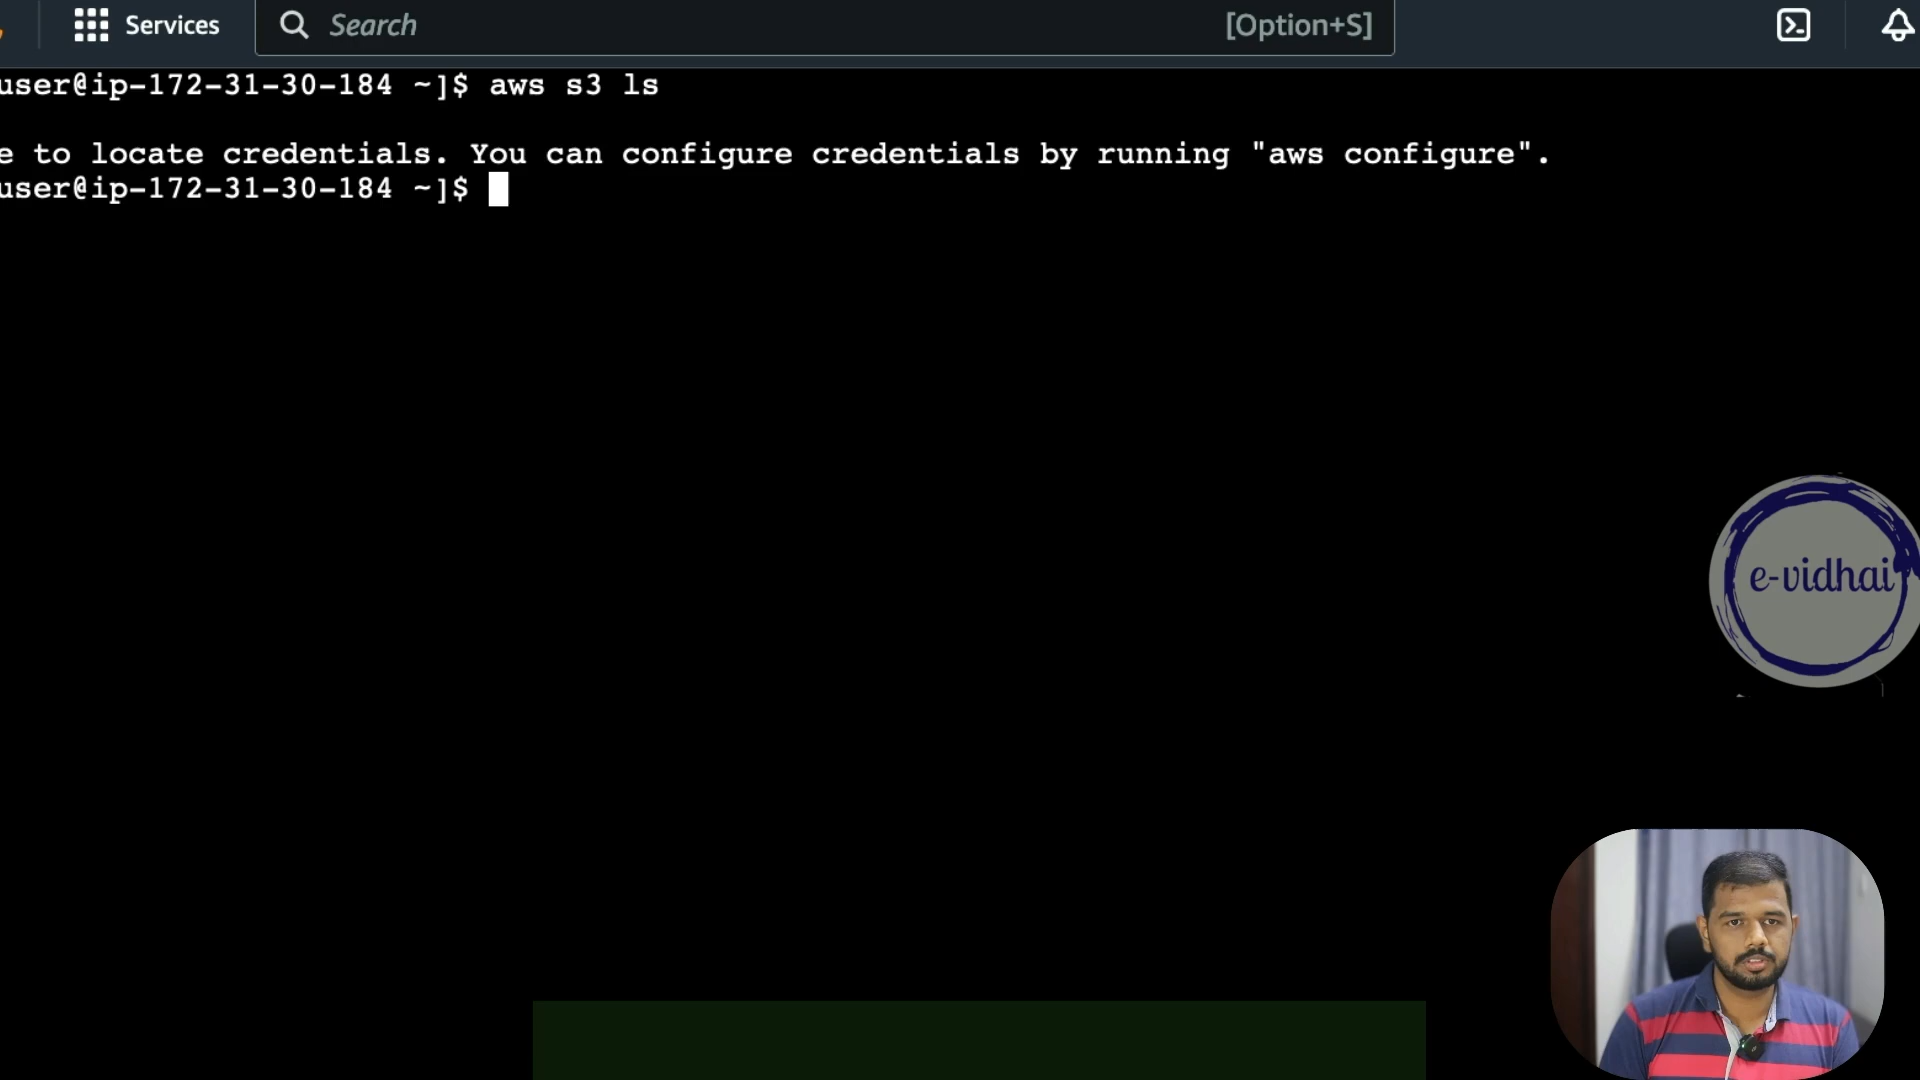 Services Search [Option+S]
user@ip-172-31-30-184 ~]$ aws s3 ls
e to locate credentials. You can configure credentials by running "aws configure".
user@ip-172-31-30-184 ~]$
e-vidhai